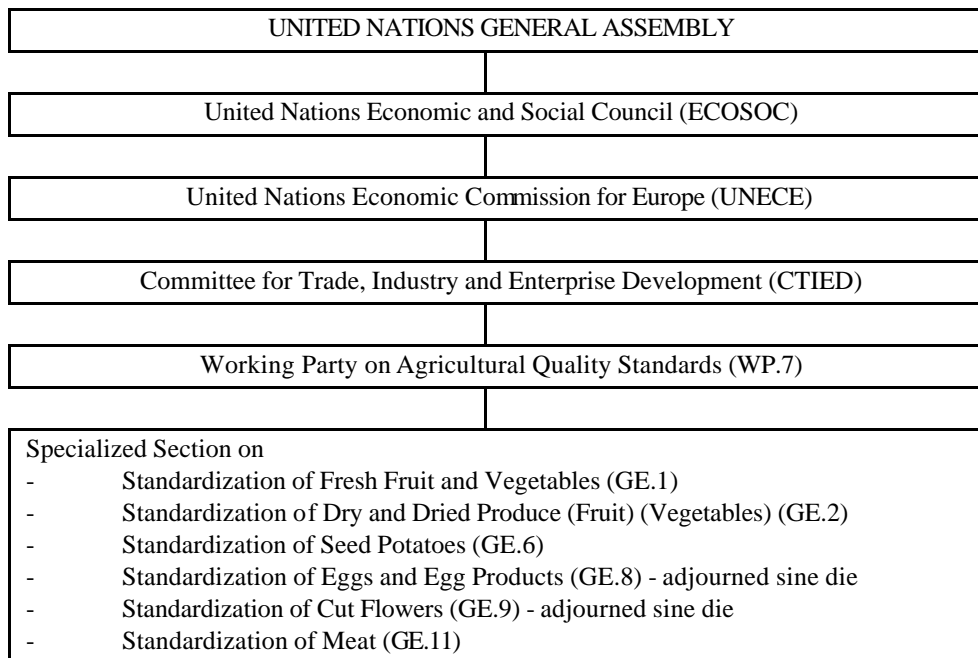 UNITED NATIONS GENERAL ASSEMBLY
United Nations Economic and Social Council (ECOSOC)
United Nations Economic Commission for Europe (UNECE)
Committee for Trade, Industry and Enterprise Development (CTIED)
Working Party on Agricultural Quality Standards (WP.7)
Specialized Section on
- Standardization of Fresh Fruit and Vegetables (GE.1)
- Standardization of Dry and Dried Produce (Fruit) (Vegetables) (GE.2)
- Standardization of Seed Potatoes (GE.6)
- Standardization of Eggs and Egg Products (GE.8) - adjourned sine die
- Standardization of Cut Flowers (GE.9) - adjourned sine die
- Standardization of Meat (GE.11)